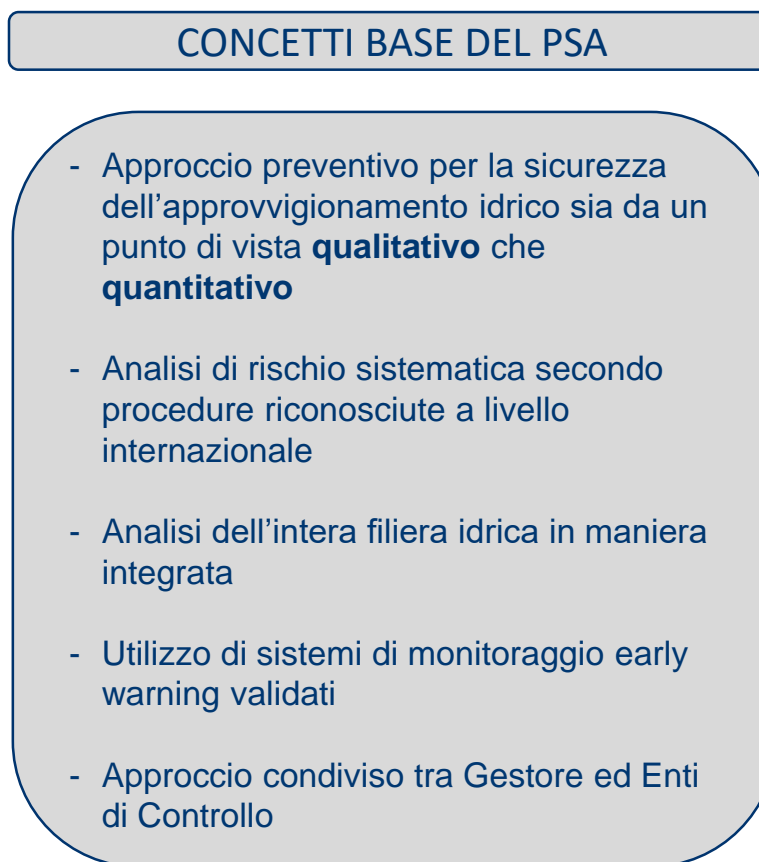 CONCETTI BASE DEL PSA
- Approccio preventivo per la sicurezza
dell’approvvigionamento idrico sia da un
punto di vista qualitativo che
quantitativo
- Analisi di rischio sistematica secondo
procedure riconosciute a livello
internazionale
- Analisi dell’intera filiera idrica in maniera
integrata
- Utilizzo di sistemi di monitoraggio early
warning validati
- Approccio condiviso tra Gestore ed Enti
di Controllo